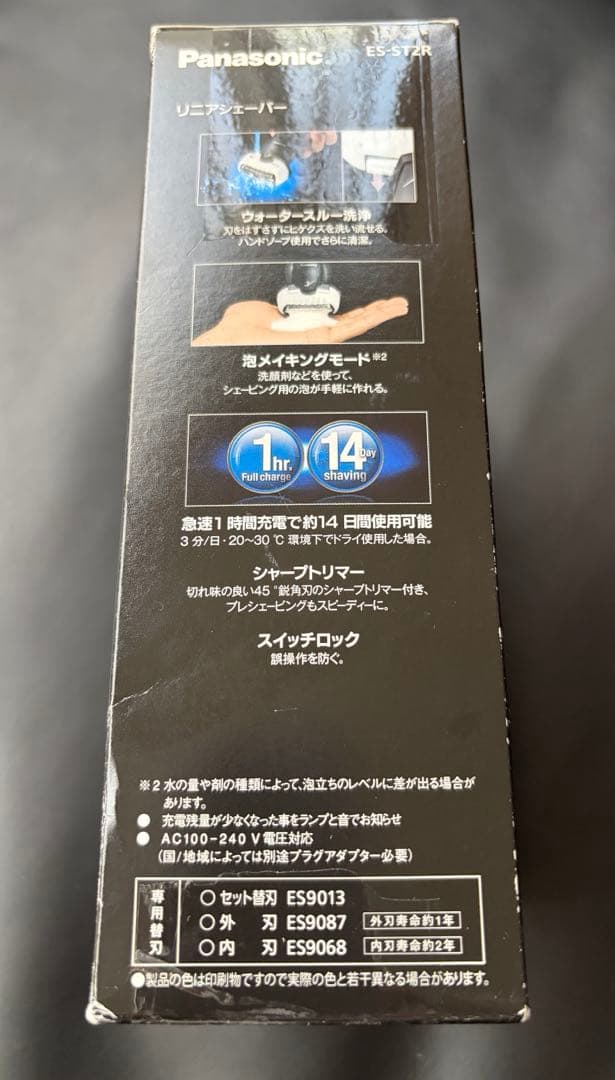 Panasonic ES-ST2R
リニアシェーバー
ウォータースルー洗浄
刃をはずさずにヒゲクズを洗い流せる。
ハンドソープ使用でさらに清潔。
泡メイキングモード※2
洗顔剤などを使って、
シェービング用の泡が手軽に作れる。
1hr. 14Day
Full charge shaving
急速1時間充電で約14日間使用可能
3分/日・20~30℃環境下でドライ使用した場合。
シャープトリマー
切れ味の良い45°鋭角刃のシャープトリマー付き、
プレシェービングもスピーディーに。
スイッチロック
誤操作を防ぐ。
※2 水の量や剤の種類によって、泡立ちのレベルに差が出る場合が
あります。
● 充電残量が少なくなった事をランプと音でお知らせ
● AC100-240V電圧対応
(国/地域によっては別途プラグアダプター必要)
専用替刃
○セット替刃 ES9013
○外 刃 ES9087 外刃寿命約1年
○内 刃 ES9068 内刃寿命約2年
●製品の色は印刷物ですので実際の色と若干異なる場合があります。